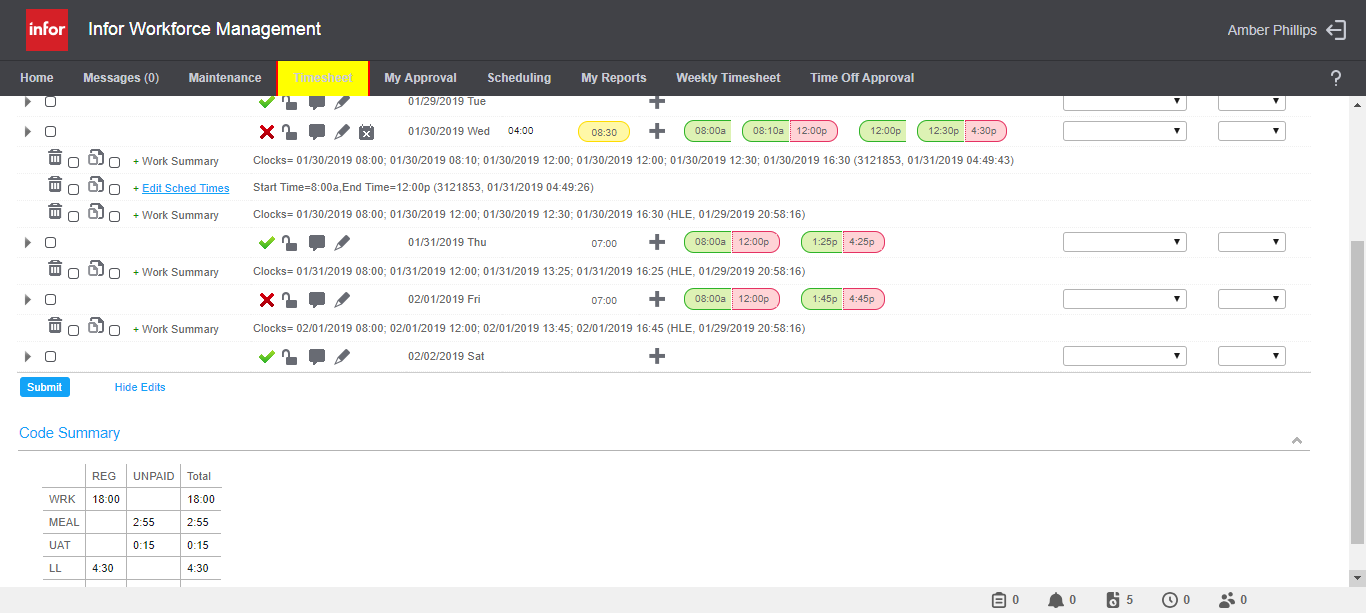 infor Infor Workforce Management Amber Phillips
Home Messages (0) Maintenance Timesheet My Approval Scheduling My Reports Weekly Timesheet Time Off Approval ?
01/29/2019 Tue
01/30/2019 Wed 04:00 08:30 08:00a 08:10a 12:00p 12:00p 12:30p 4:30p
+ Work Summary Clocks= 01/30/2019 08:00; 01/30/2019 08:10; 01/30/2019 12:00; 01/30/2019 12:00; 01/30/2019 12:30; 01/30/2019 16:30 (3121853, 01/31/2019 04:49:43)
+ Edit Sched Times Start Time=8:00a,End Time=12:00p (3121853, 01/31/2019 04:49:26)
+ Work Summary Clocks= 01/30/2019 08:00; 01/30/2019 12:00; 01/30/2019 12:30; 01/30/2019 16:30 (HLE, 01/29/2019 20:58:16)
01/31/2019 Thu 07:00 08:00a 12:00p 1:25p 4:25p
+ Work Summary Clocks= 01/31/2019 08:00; 01/31/2019 12:00; 01/31/2019 13:25; 01/31/2019 16:25 (HLE, 01/29/2019 20:58:16)
02/01/2019 Fri 07:00 08:00a 12:00p 1:45p 4:45p
+ Work Summary Clocks= 02/01/2019 08:00; 02/01/2019 12:00; 02/01/2019 13:45; 02/01/2019 16:45 (HLE, 01/29/2019 20:58:16)
02/02/2019 Sat
Submit Hide Edits
Code Summary
REG UNPAID Total
WRK 18:00 18:00
MEAL 2:55 2:55
UAT 0:15 0:15
LL 4:30 4:30
0 0 5 0 0